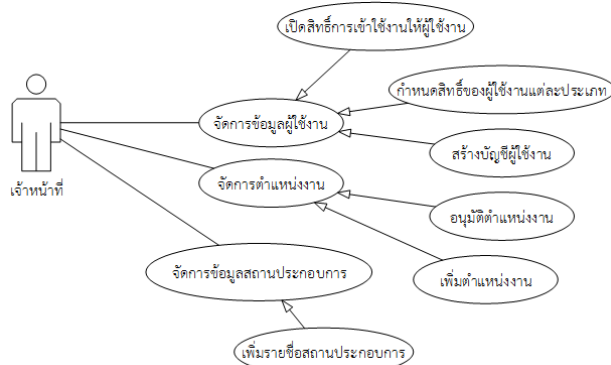 เปิดสิทธิ์การเข้าใช้งานให้ผู้ใช้งาน
กำหนดสิทธิ์ของผู้ใช้งานแต่ละประเภท
จัดการข้อมูลผู้ใช้งาน
สร้างบัญชีผู้ใช้งาน
เจ้าหน้าที่
จัดการตำแหน่งงาน
อนุมัติตำแหน่งงาน
จัดการข้อมูลสถานประกอบการ
เพิ่มตำแหน่งงาน
เพิ่มรายชื่อสถานประกอบการ